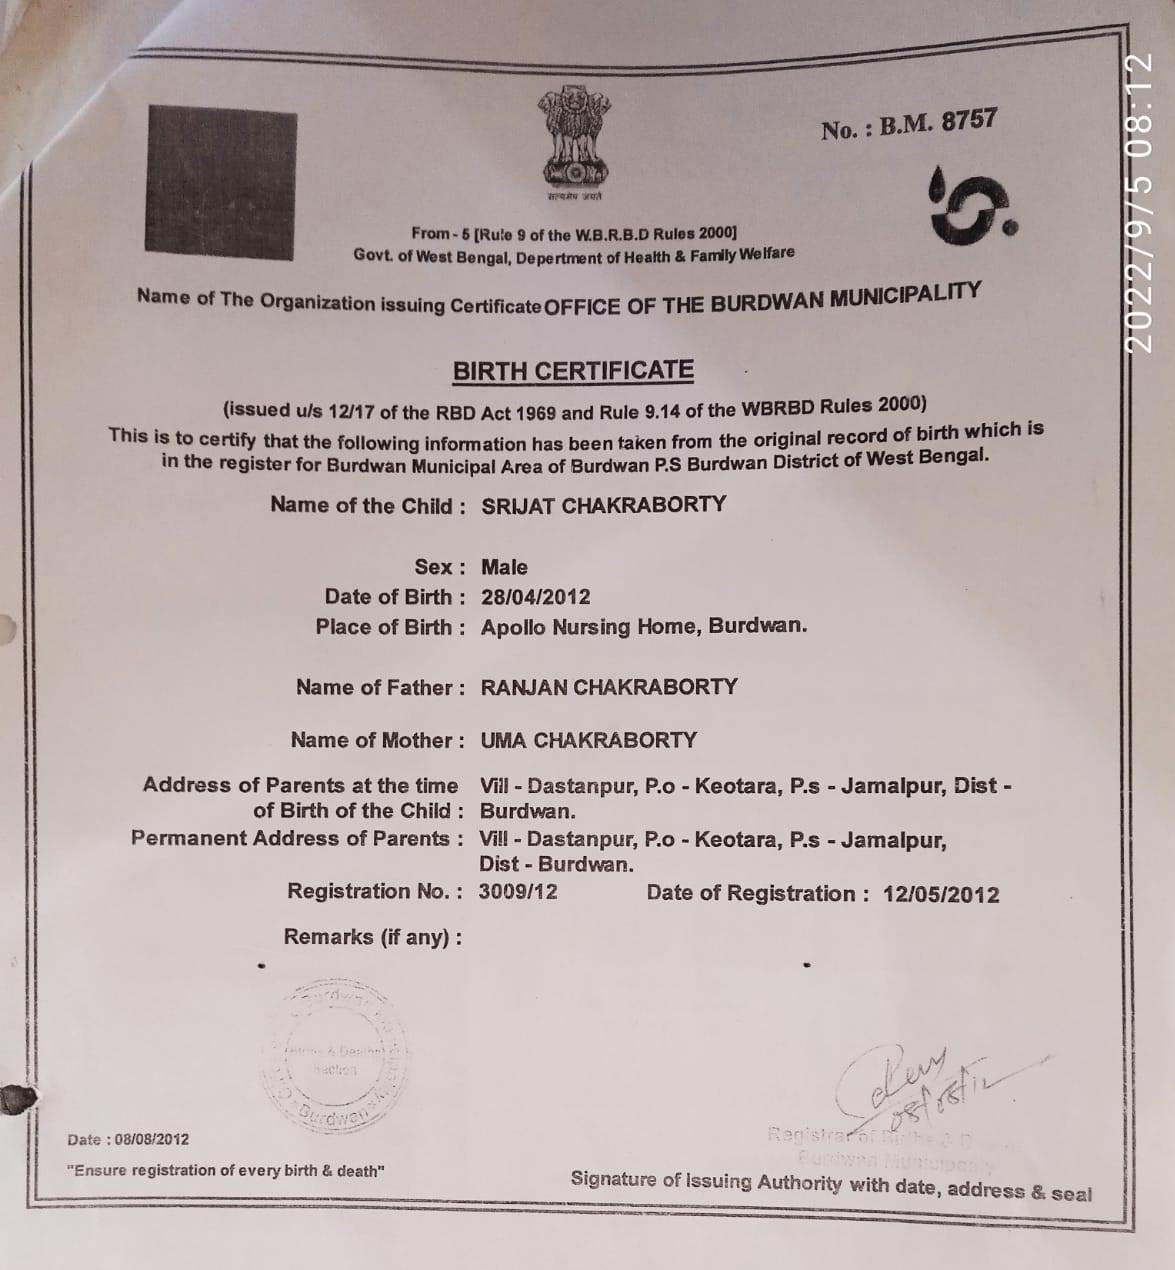 No. : B.M. 8757
सत्यमेव जयते
From - 5 [Rule 9 of the W.B.R.B.D Rules 2000]
Govt. of West Bengal, Depertment of Health & Family Welfare
Name of The Organization issuing Certificate OFFICE OF THE BURDWAN MUNICIPALITY
BIRTH CERTIFICATE
(issued u/s 12/17 of the RBD Act 1969 and Rule 9.14 of the WBRBD Rules 2000)
This is to certify that the following information has been taken from the original record of birth which is
in the register for Burdwan Municipal Area of Burdwan P.S Burdwan District of West Bengal.
Name of the Child : SRIJAT CHAKRABORTY
Sex : Male
Date of Birth : 28/04/2012
Place of Birth : Apollo Nursing Home, Burdwan.
Name of Father : RANJAN CHAKRABORTY
Name of Mother : UMA CHAKRABORTY
Address of Parents at the time Vill - Dastanpur, P.o - Keotara, P.s - Jamalpur, Dist -
of Birth of the Child : Burdwan.
Permanent Address of Parents : Vill - Dastanpur, P.o - Keotara, P.s - Jamalpur,
Dist - Burdwan.
Registration No. : 3009/12 Date of Registration : 12/05/2012
Remarks (if any) :
Section
Burdwan
08/08/12
Registrar of Births & D
Burdwan Municipality
Date : 08/08/2012
"Ensure registration of every birth & death"
Signature of Issuing Authority with date, address & seal
2022/9/5 08:12